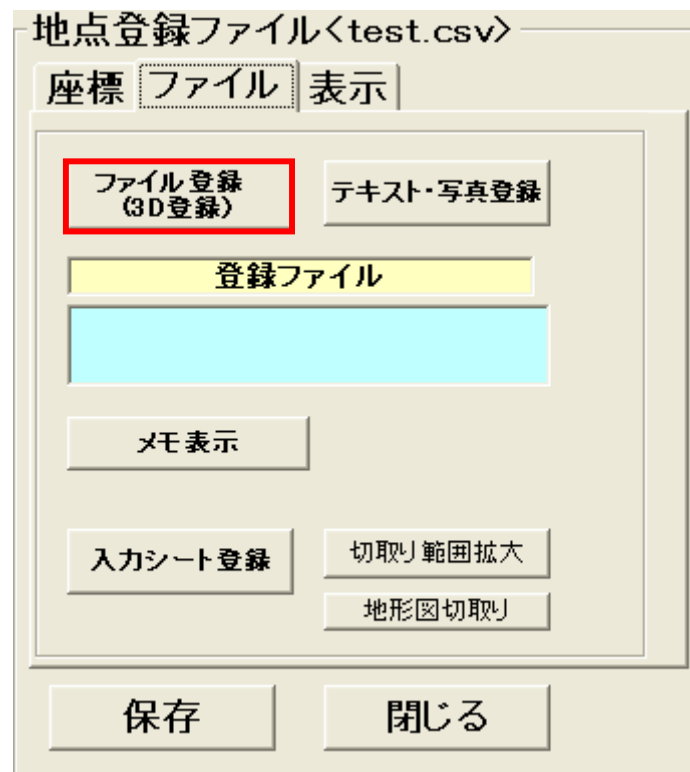 地点登録ファイル<test.csv>
座標 ファイル 表示
ファイル登録
(3D登録)
テキスト・写真登録
登録ファイル
メモ表示
入力シート登録
切取り範囲拡大
地形図切取り
保存 閉じる